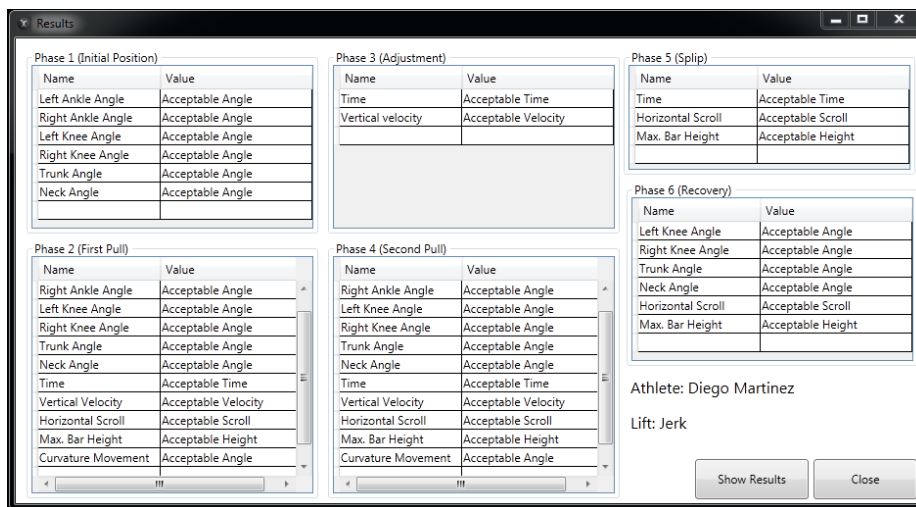 Results
Phase 1 (Initial Position)
Name Value
Left Ankle Angle Acceptable Angle
Right Ankle Angle Acceptable Angle
Left Knee Angle Acceptable Angle
Right Knee Angle Acceptable Angle
Trunk Angle Acceptable Angle
Neck Angle Acceptable Angle
Phase 2 (First Pull)
Name Value
Right Ankle Angle Acceptable Angle
Left Knee Angle Acceptable Angle
Right Knee Angle Acceptable Angle
Trunk Angle Acceptable Angle
Neck Angle Acceptable Angle
Time Acceptable Time
Vertical Velocity Acceptable Velocity
Horizontal Scroll Acceptable Scroll
Max. Bar Height Acceptable Height
Curvature Movement Acceptable Angle
Phase 3 (Adjustment)
Name Value
Time Acceptable Time
Vertical velocity Acceptable Velocity
Phase 4 (Second Pull)
Name Value
Right Ankle Angle Acceptable Angle
Left Knee Angle Acceptable Angle
Right Knee Angle Acceptable Angle
Trunk Angle Acceptable Angle
Neck Angle Acceptable Angle
Time Acceptable Time
Vertical Velocity Acceptable Velocity
Horizontal Scroll Acceptable Scroll
Max. Bar Height Acceptable Height
Curvature Movement Acceptable Angle
Phase 5 (Splip)
Name Value
Time Acceptable Time
Horizontal Scroll Acceptable Scroll
Max. Bar Height Acceptable Height
Phase 6 (Recovery)
Name Value
Left Knee Angle Acceptable Angle
Right Knee Angle Acceptable Angle
Trunk Angle Acceptable Angle
Neck Angle Acceptable Angle
Horizontal Scroll Acceptable Scroll
Max. Bar Height Acceptable Height
Athlete: Diego Martinez
Lift: Jerk
Show Results Close